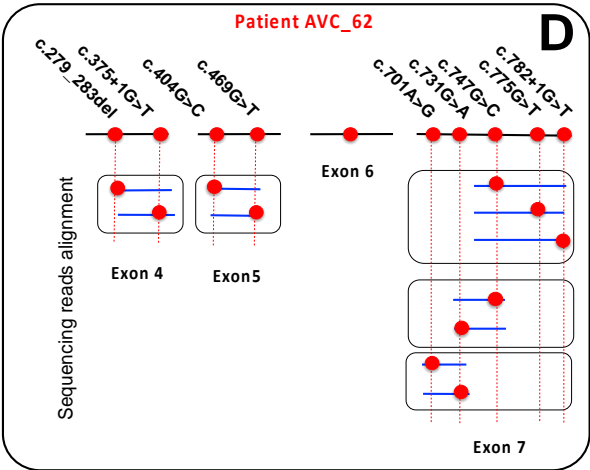 Patient AVC_62
D
c.279_283del
c.375+1G>T
c.404G>C
c.469G>T
c.701A>G
c.731G>A
c.747G>C
c.775G>T
c.782+1G>T
Exon 6
Sequencing reads alignment
Exon 4
Exon5
Exon 7